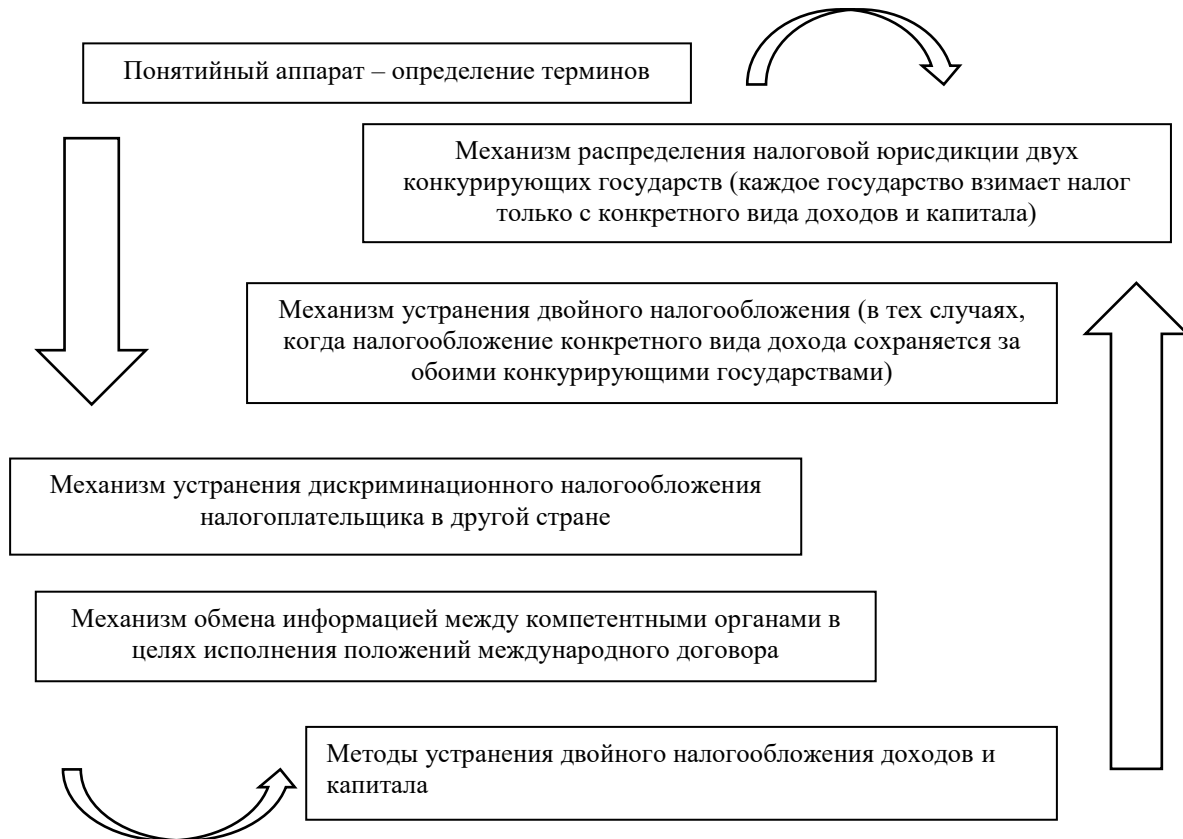 Понятийный аппарат – определение терминов
Механизм распределения налоговой юрисдикции двух
конкурирующих государств (каждое государство взимает налог
только с конкретного вида доходов и капитала)
Механизм устранения двойного налогообложения (в тех случаях,
когда налогообложение конкретного вида дохода сохраняется за
обоими конкурирующими государствами)
Механизм устранения дискриминационного налогообложения
налогоплательщика в другой стране
Механизм обмена информацией между компетентными органами в
целях исполнения положений международного договора
Методы устранения двойного налогообложения доходов и
капитала